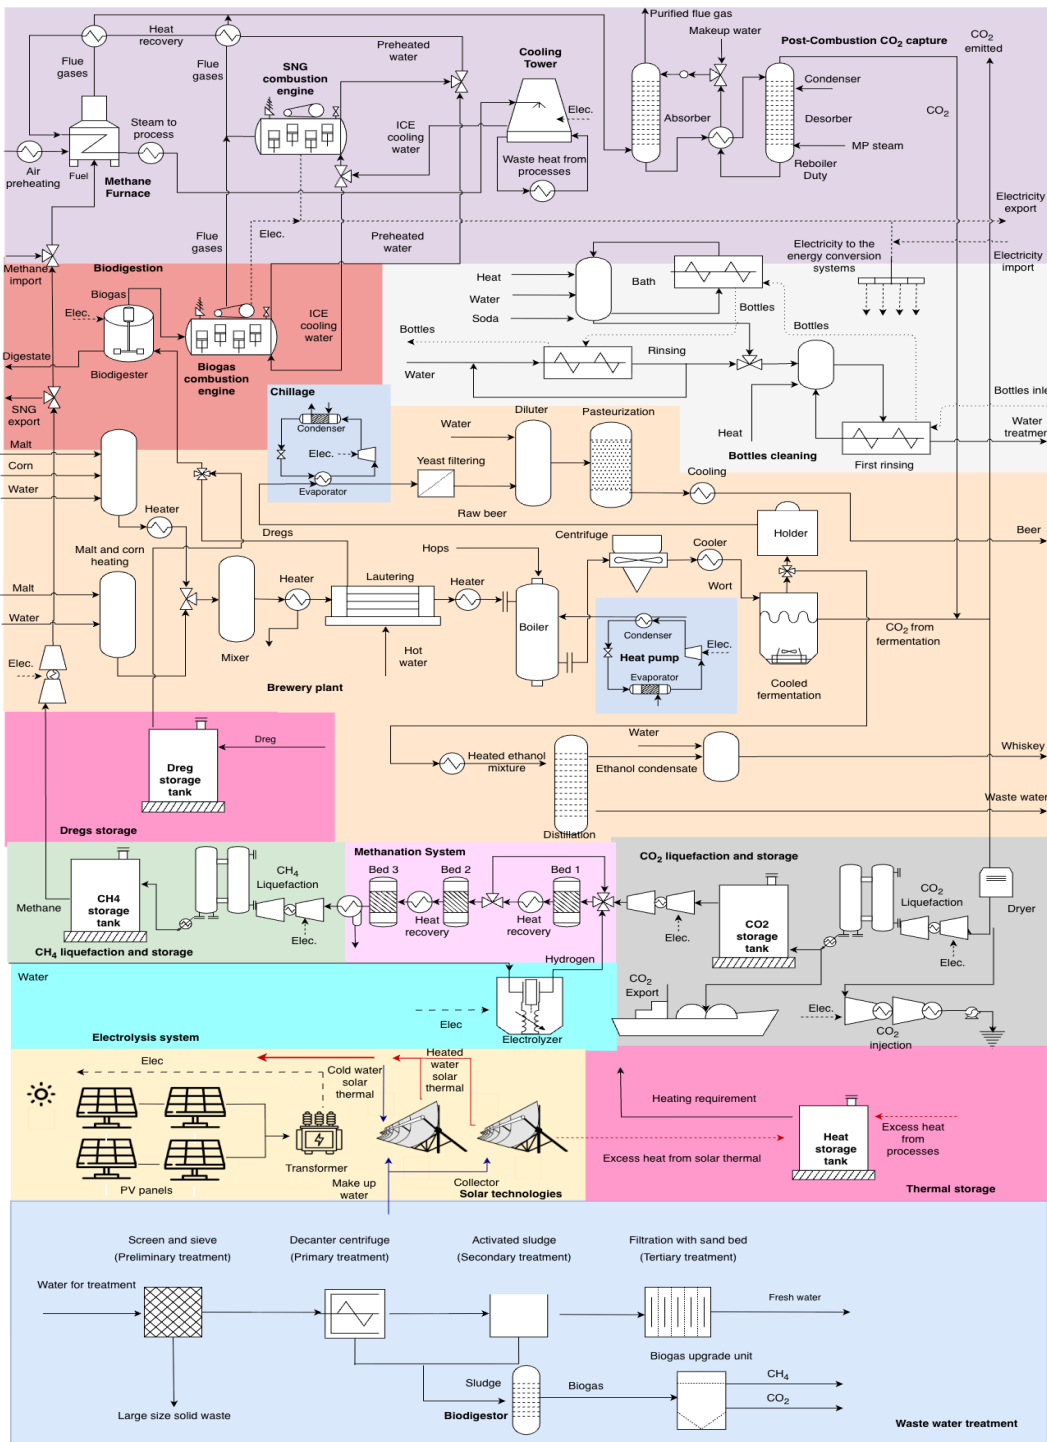 Purified flue gas
Makeup water
Post-Combustion CO2 capture
CO2
emitted
Heat
recovery
Preheated
water
Cooling
Tower
Flue
gases
Flue
gases
SNG
combustion
engine
Condenser
CO2
Elec.
Absorber
Desorber
Steam to
process
ICE
cooling
water
MP steam
Waste heat from
processes
Reboiler
Duty
Air
preheating
Fuel
Methane
Furnace
Electricity
export
Flue
gases
Elec.
Preheated
water
Electricity to the
energy conversion
systems
Electricity
import
Methane
import
Biodigestion
Heat
Bath
Water
Biogas
Soda
Bottles
Elec.
ICE
cooling
water
Bottles
Bottles
Digestate
Biodigester
Biogas
combustion
engine
Rinsing
Water
SNG
export
Chillage
Bottles inle
Condenser
Elec.
Evaporator
Diluter
Pasteurization
Water
Heat
Water
treatmen
Bottles cleaning
First rinsing
Malt
Corn
Water
Yeast filtering
Cooling
Raw beer
Heater
Dregs
Holder
Beer
Malt and corn
heating
Hops
Centrifuge
Cooler
Malt
Heater
Lautering
Heater
Wort
Water
Boiler
Condenser
Heat pump
Elec.
Evaporator
CO2 from
fermentation
Mixer
Hot
water
Elec.
Brewery plant
Cooled
fermentation
Dreg
Dreg
storage
tank
Water
Heated ethanol
mixture
Ethanol condensate
Whiskey
Waste water
Dregs storage
Distillation
Methanation System
CO2 liquefaction and storage
Bed 3
Bed 2
Bed 1
CH4
Liquefaction
CO2
Liquefaction
Methane
CH4
storage
tank
Heat
recovery
Heat
recovery
Dryer
CO2
storage
tank
Elec.
Elec.
Elec.
CH4 liquefaction and storage
Hydrogen
Water
CO2
Export
Elec
Elec.
Electrolysis system
Electrolyzer
CO2
injection
Elec
Cold water
solar
thermal
Heated
water
solar
thermal
Heating requirement
Excess heat
from
processes
Heat
storage
tank
Transformer
Excess heat from solar thermal
PV panels
Make up
water
Collector
Solar technologies
Thermal storage
Screen and sieve
(Preliminary treatment)
Decanter centrifuge
(Primary treatment)
Activated sludge
(Secondary treatment)
Filtration with sand bed
(Tertiary treatment)
Water for treatment
Fresh water
Biogas upgrade unit
Sludge
Biogas
CH4
CO2
Large size solid waste
Biodigestor
Waste water treatment